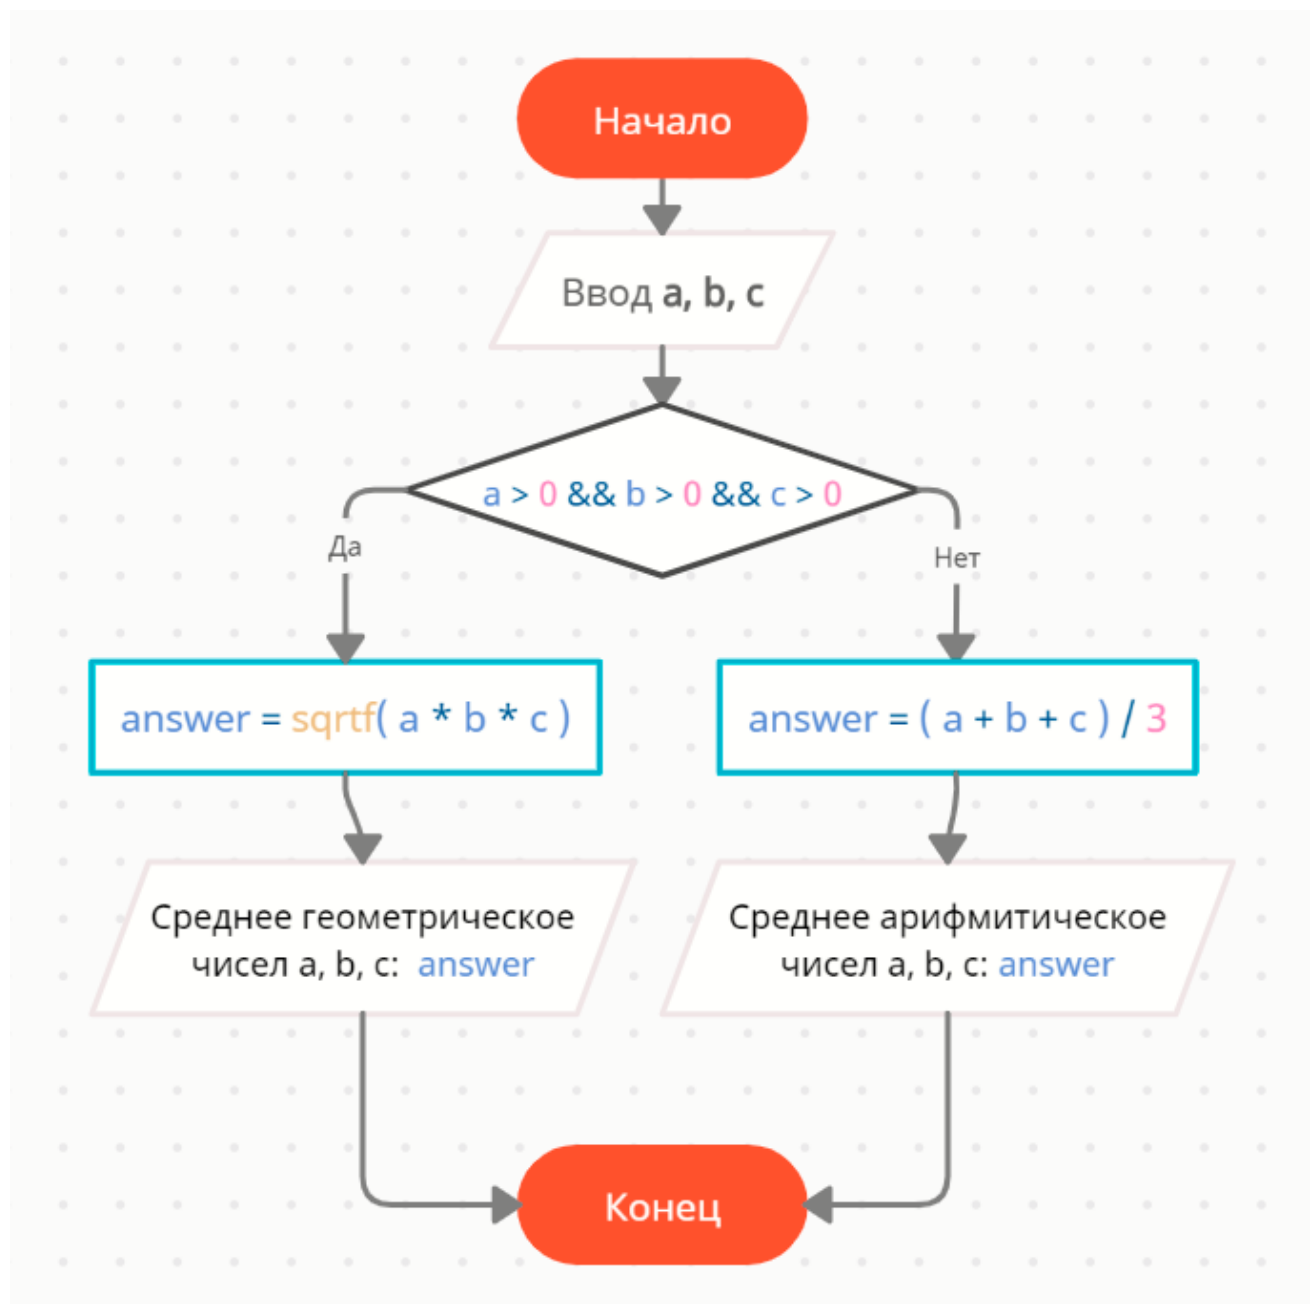 Начало
Ввод a, b, c
a > 0 && b > 0 && c > 0
Да
Нет
answer = sqrtf( a * b * c )
answer = ( a + b + c ) / 3
Среднее геометрическое
чисел a, b, c: answer
Среднее арифмитическое
чисел a, b, c: answer
Конец